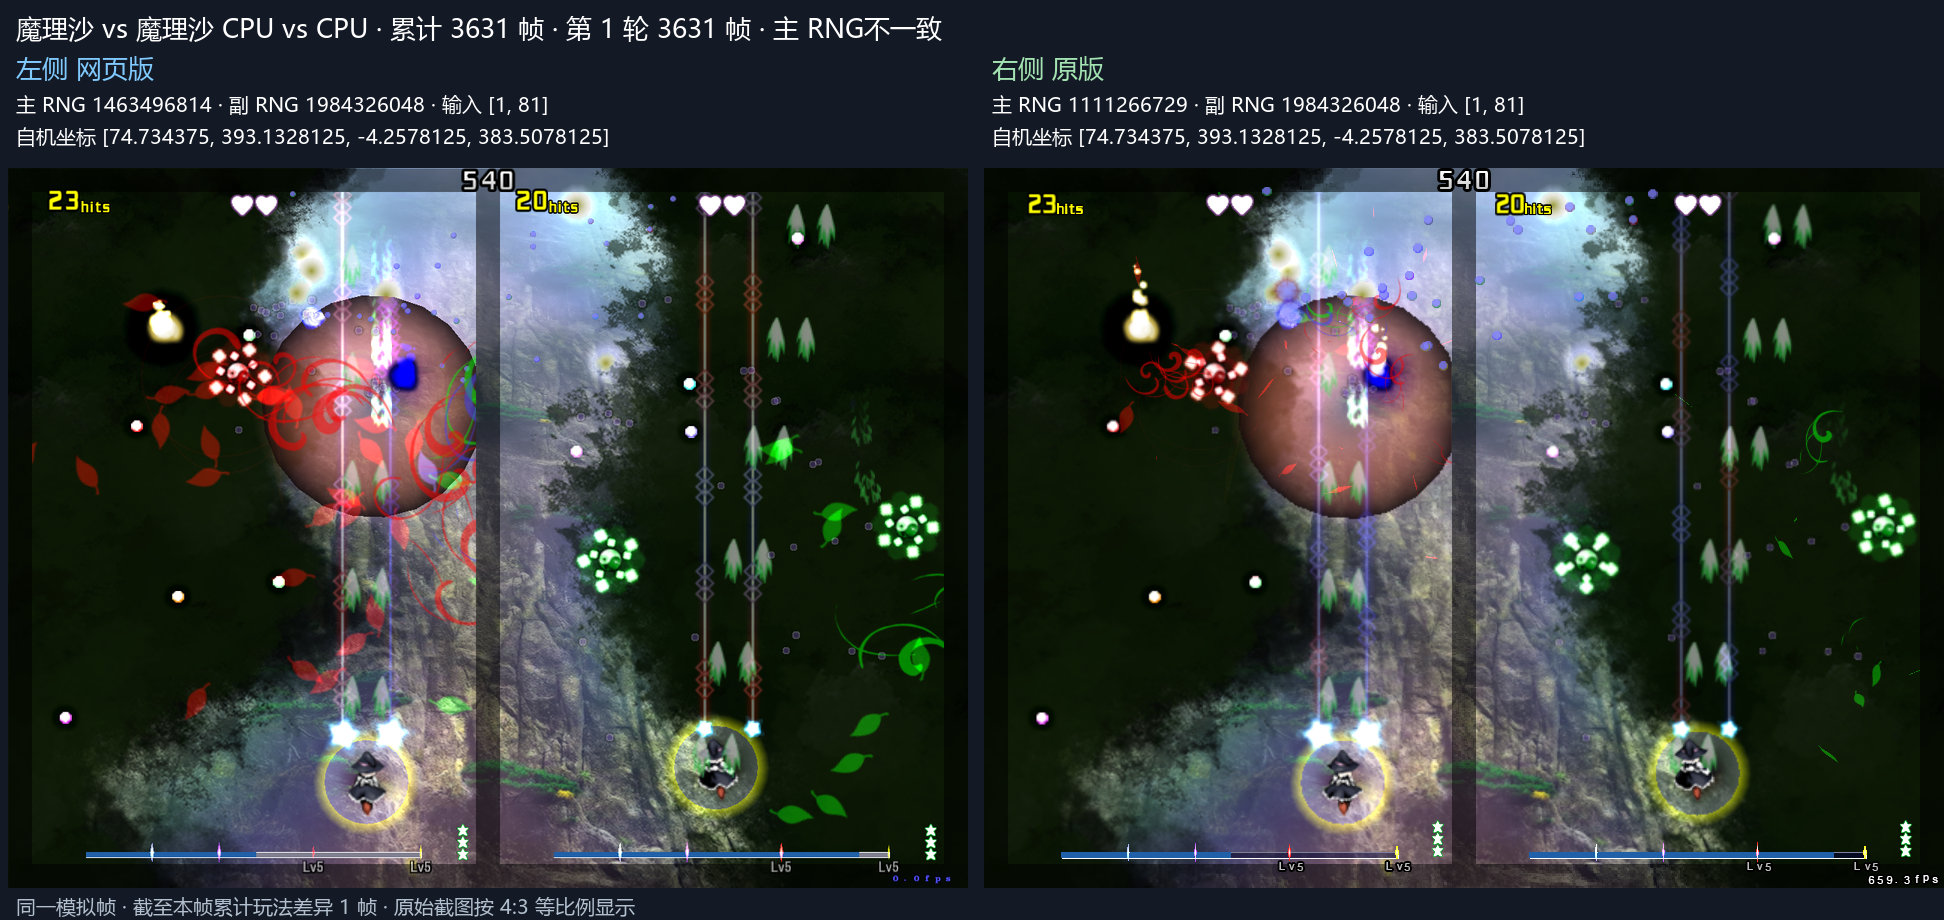 魔理沙 vs 魔理沙 CPU vs CPU · 累计 3631 帧 · 第 1 轮 3631 帧 · 主 RNG不一致
左侧 网页版
主 RNG 1463496814 · 副 RNG 1984326048 · 输入 [1, 81]
自机坐标 [74.734375, 393.1328125, -4.2578125, 383.5078125]
右侧 原版
主 RNG 1111266729 · 副 RNG 1984326048 · 输入 [1, 81]
自机坐标 [74.734375, 393.1328125, -4.2578125, 383.5078125]
540
23hits
20hits
Lv5
Lv5
Lv5
Lv5
0.0fps
540
23hits
20hits
Lv5
Lv5
Lv5
Lv5
659.3fps
同一模拟帧 · 截至本帧累计玩法差异 1 帧 · 原始截图按 4:3 等比例显示